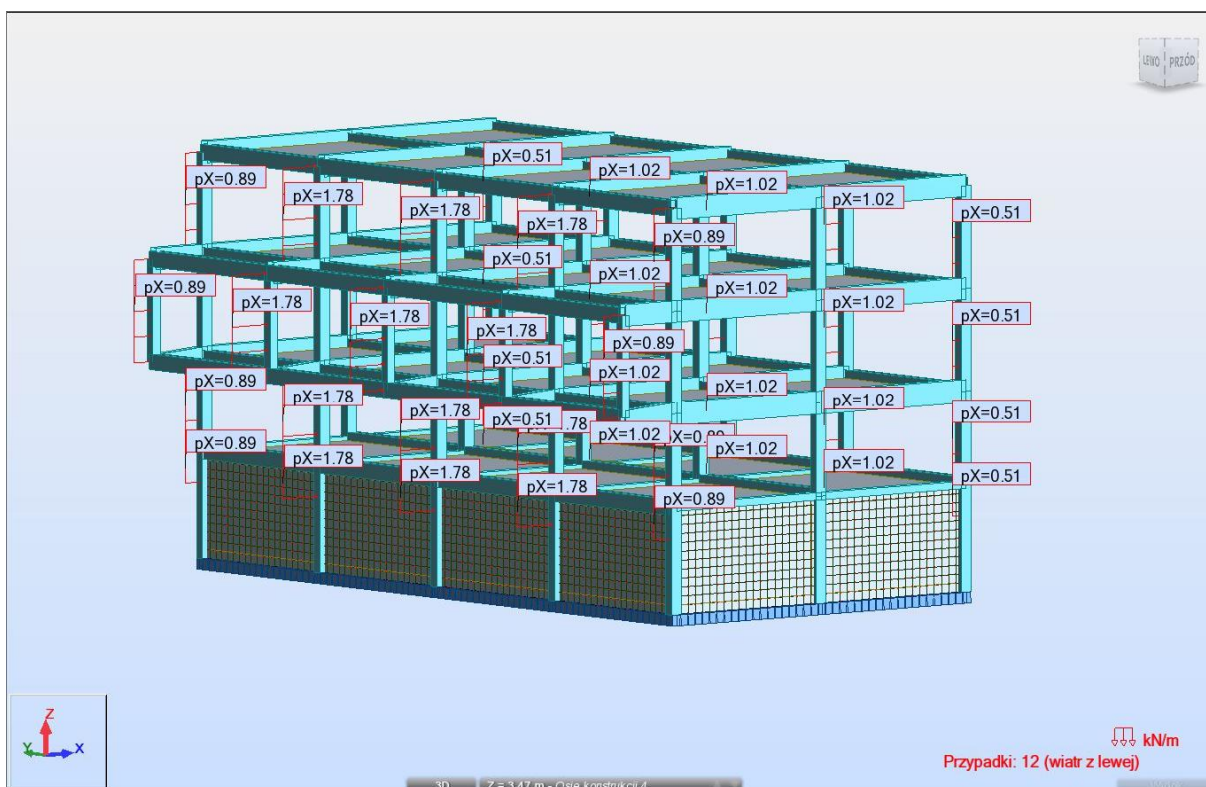 LEWO PRZÓD
pX=0.51
pX=1.02
pX=0.89
pX=1.78
pX=1.02
pX=1.02
pX=1.78
pX=0.51
pX=1.78
pX=0.89
pX=0.51
pX=1.02
pX=0.89
pX=1.02
pX=1.02
pX=1.78
pX=1.78
pX=0.51
pX=1.78
pX=0.89
pX=0.51
pX=1.02
pX=0.89
pX=1.02
pX=1.78
pX=1.02
pX=1.78
pX=0.51
pX=0.51
pX=1.02
pX=0.89
pX=1.02
pX=1.78
pX=1.02
pX=1.78
pX=0.51
pX=1.78
pX=0.89
Z
Y
X
kN/m
Przypadki: 12 (wiatr z lewej)
3D
Z = 3.47 m - Osie konstrukcji 4